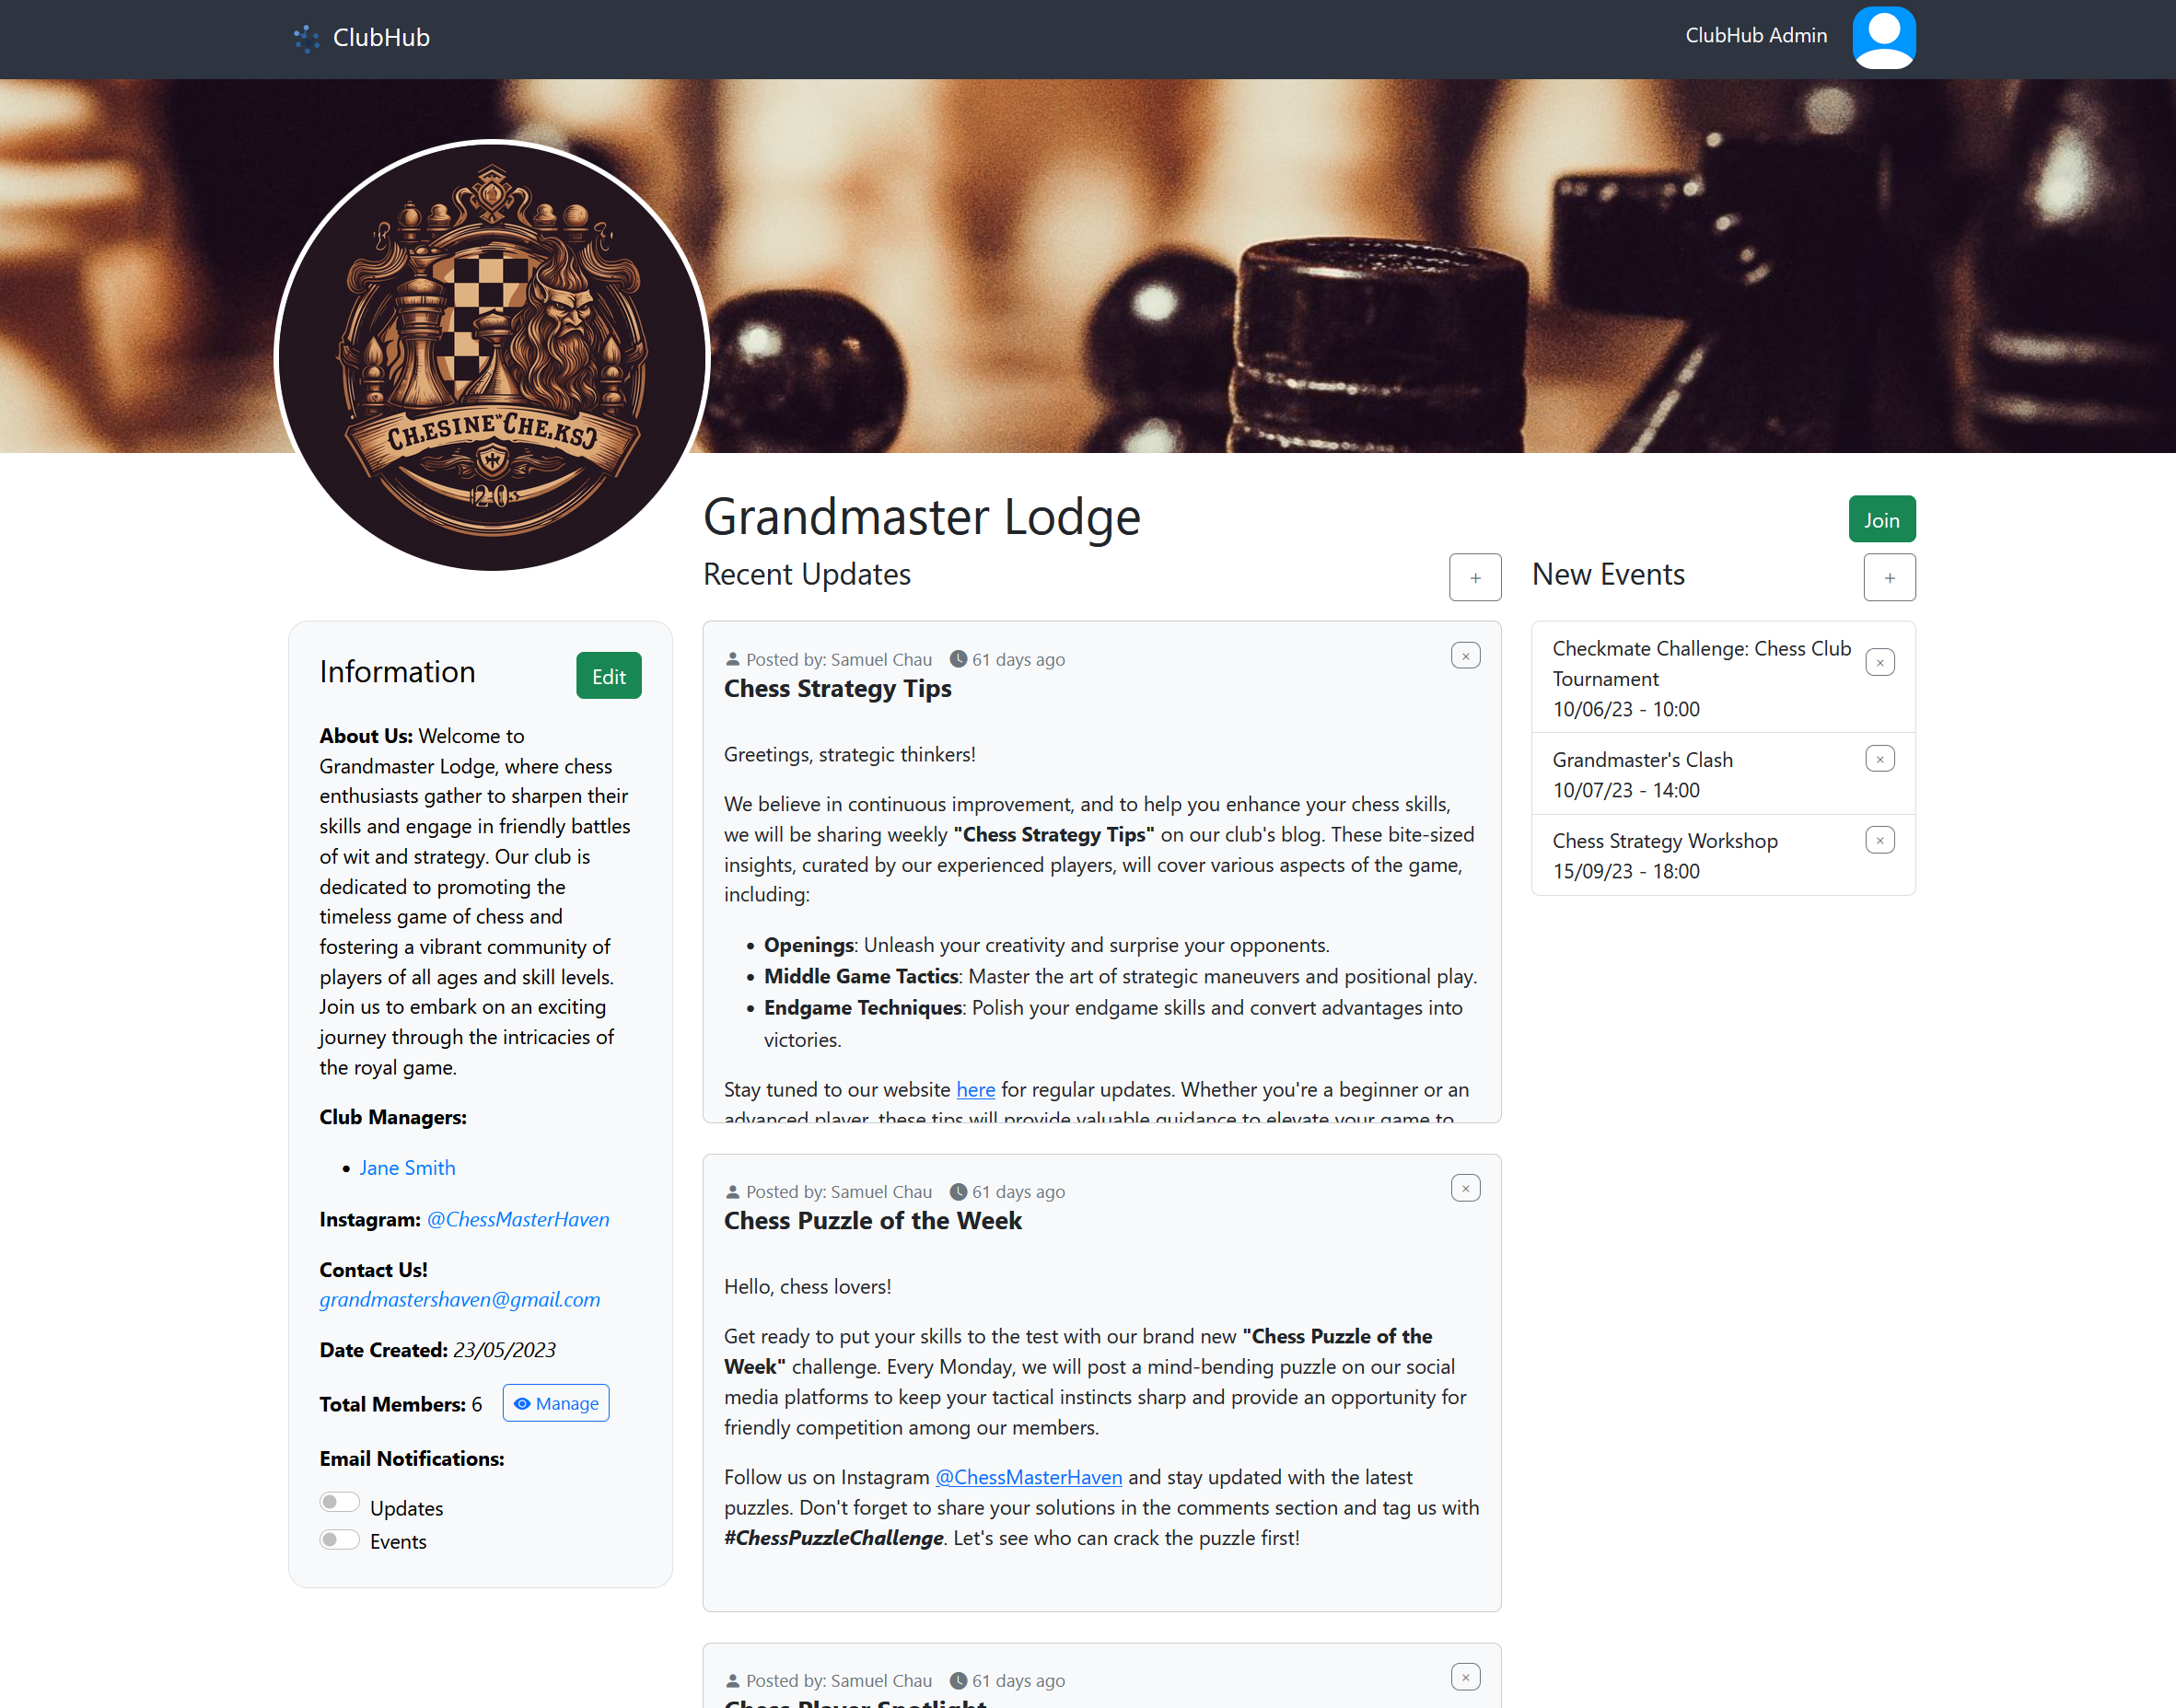 ClubHub
ClubHub Admin
CH,ESINE CHE,KSC
Grandmaster Lodge
Join
Recent Updates
+
New Events
+
Information
Edit
About Us: Welcome to
Grandmaster Lodge, where chess
enthusiasts gather to sharpen their
skills and engage in friendly battles
of wit and strategy. Our club is
dedicated to promoting the
timeless game of chess and
fostering a vibrant community of
players of all ages and skill levels.
Join us to embark on an exciting
journey through the intricacies of
the royal game.
Club Managers:
• Jane Smith
Instagram: @ChessMasterHaven
Contact Us!
grandmastershaven@gmail.com
Date Created: 23/05/2023
Total Members: 6
Manage
Email Notifications:
Updates
Events
Posted by: Samuel Chau 61 days ago
×
Chess Strategy Tips
Greetings, strategic thinkers!
We believe in continuous improvement, and to help you enhance your chess skills,
we will be sharing weekly "Chess Strategy Tips" on our club's blog. These bite-sized
insights, curated by our experienced players, will cover various aspects of the game,
including:
• Openings: Unleash your creativity and surprise your opponents.
• Middle Game Tactics: Master the art of strategic maneuvers and positional play.
• Endgame Techniques: Polish your endgame skills and convert advantages into
victories.
Stay tuned to our website here for regular updates. Whether you're a beginner or an
advanced player, these tips will provide valuable guidance to elevate your game to
Posted by: Samuel Chau 61 days ago
×
Chess Puzzle of the Week
Hello, chess lovers!
Get ready to put your skills to the test with our brand new "Chess Puzzle of the
Week" challenge. Every Monday, we will post a mind-bending puzzle on our social
media platforms to keep your tactical instincts sharp and provide an opportunity for
friendly competition among our members.
Follow us on Instagram @ChessMasterHaven and stay updated with the latest
puzzles. Don't forget to share your solutions in the comments section and tag us with
#ChessPuzzleChallenge. Let's see who can crack the puzzle first!
Posted by: Samuel Chau 61 days ago
×
Chess Player Spotlight
Checkmate Challenge: Chess Club
Tournament
10/06/23 - 10:00
×
Grandmaster's Clash
10/07/23 - 14:00
×
Chess Strategy Workshop
15/09/23 - 18:00
×